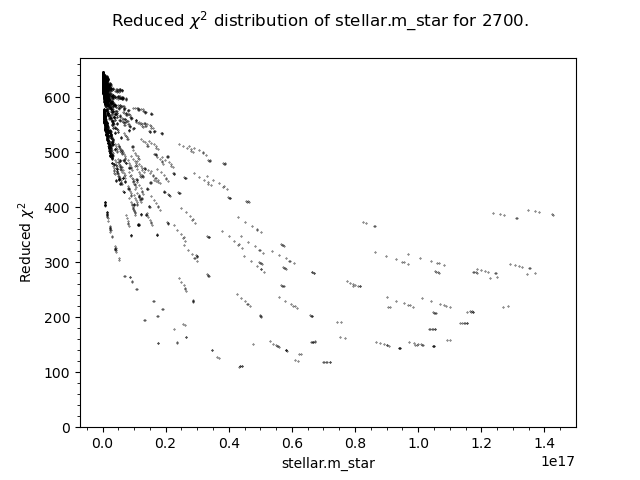 Reduced χ² distribution of stellar.m_star for 2700.
Reduced χ²
600
500
400
300
200
100
0
0.0 0.2 0.4 0.6 0.8 1.0 1.2 1.4
1e17
stellar.m_star